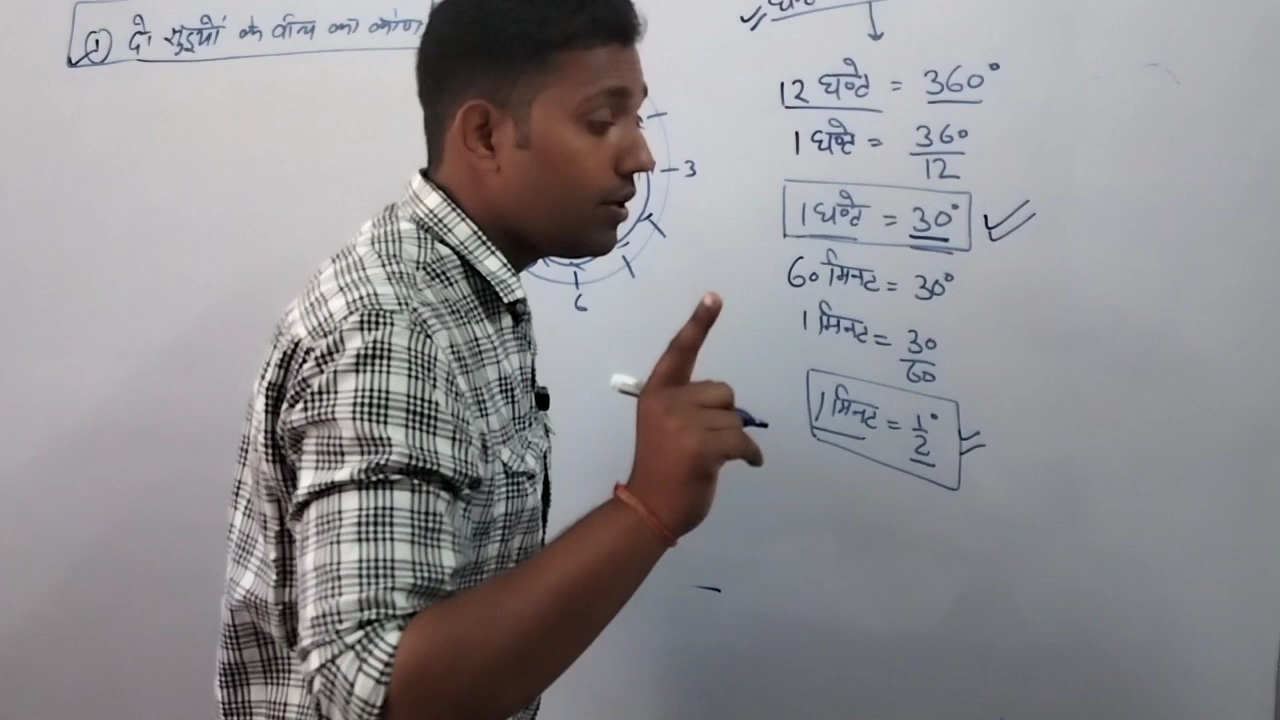 ① दो सुइयों के बीच का कोण
12 घण्टे = 360°
1 घण्टे = 360/12
1 घण्टे = 30°
60 मिनट = 30°
1 मिनट = 30/60
1 मिनट = 1/2°
3
6